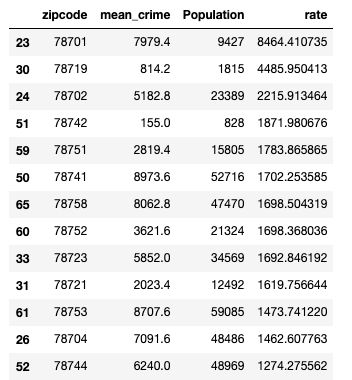 zipcode mean_crime Population rate
23 78701 7979.4 9427 8464.410735
30 78719 814.2 1815 4485.950413
24 78702 5182.8 23389 2215.913464
51 78742 155.0 828 1871.980676
59 78751 2819.4 15805 1783.865865
50 78741 8973.6 52716 1702.253585
65 78758 8062.8 47470 1698.504319
60 78752 3621.6 21324 1698.368036
33 78723 5852.0 34569 1692.846192
31 78721 2023.4 12492 1619.756644
61 78753 8707.6 59085 1473.741220
26 78704 7091.6 48486 1462.607763
52 78744 6240.0 48969 1274.275562